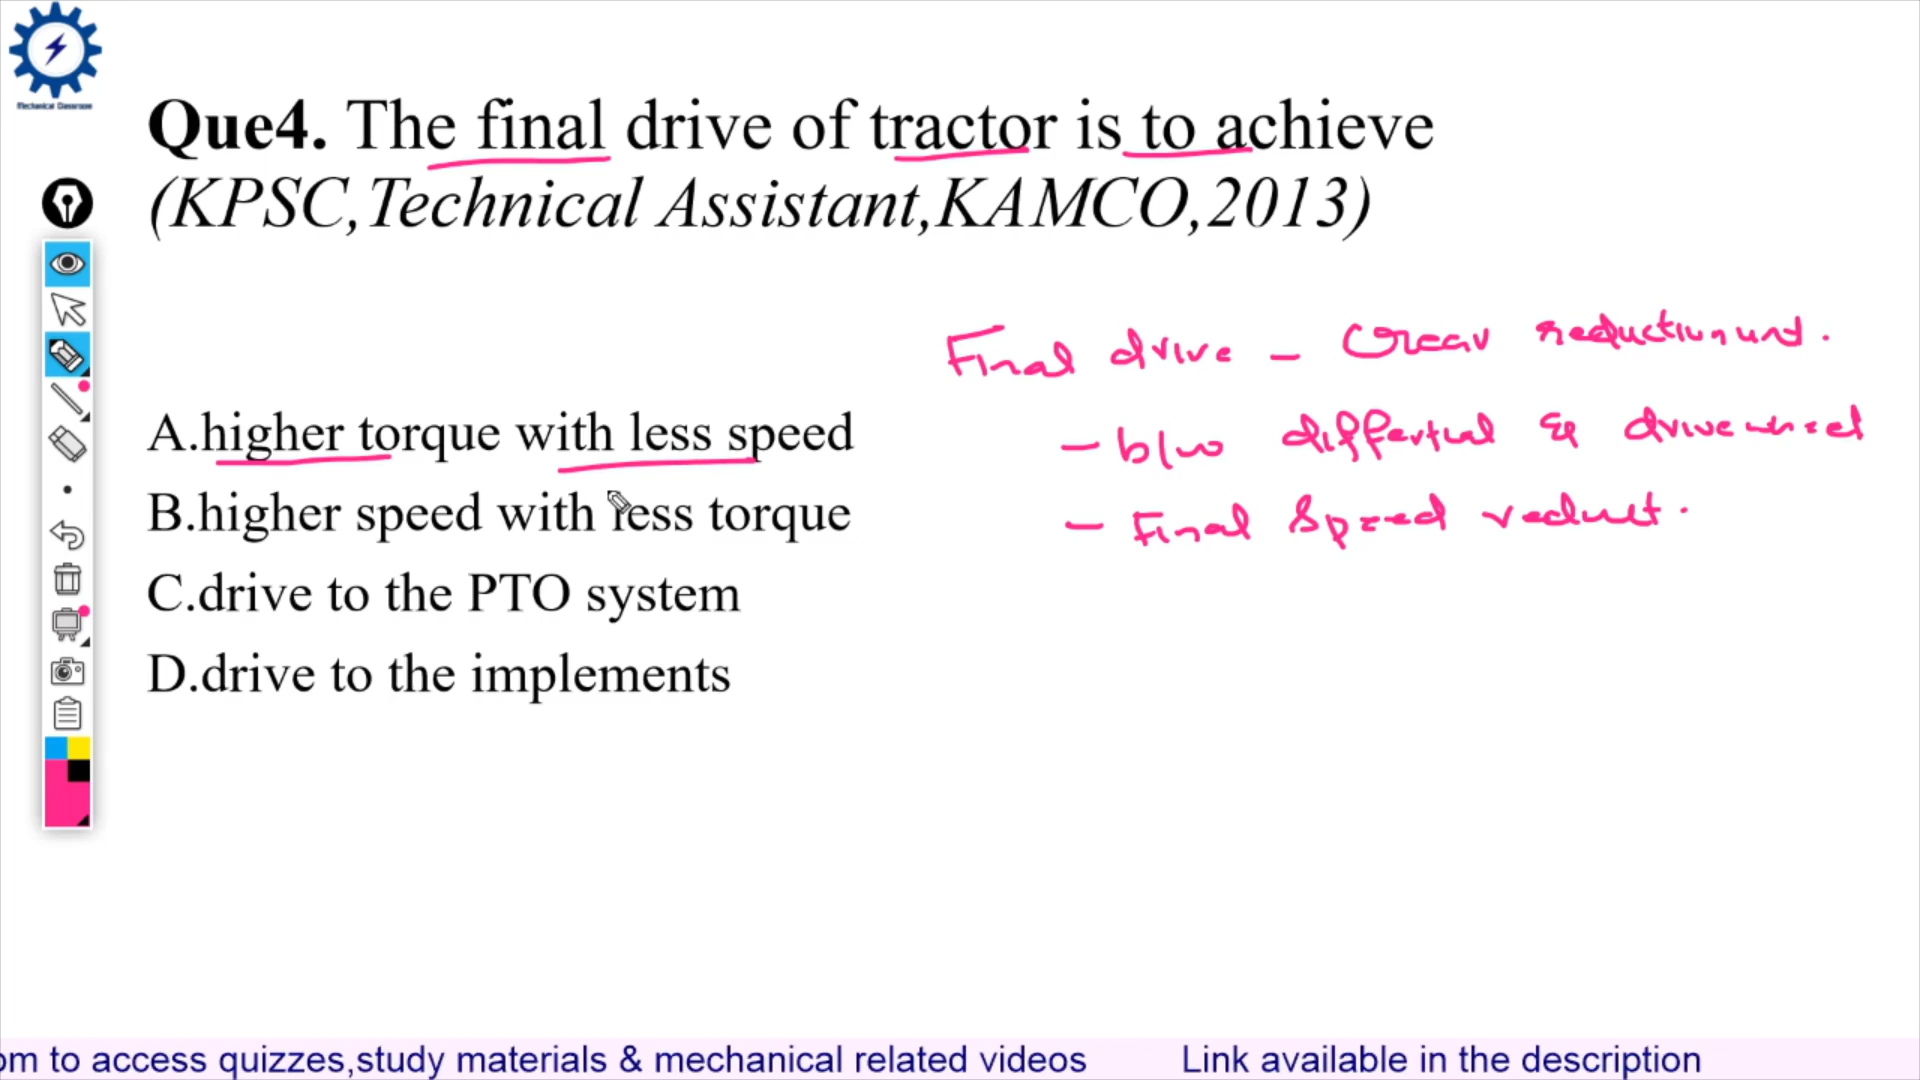 Mechanical Classroom
Que4. The final drive of tractor is to achieve
(KPSC,Technical Assistant,KAMCO,2013)
Final drive - Gear reduction unit.
A.higher torque with less speed
- b/w differtial & drive wheel
B.higher speed with less torque
- Final Speed reduct.
C.drive to the PTO system
D.drive to the implements
om to access quizzes,study materials & mechanical related videos Link available in the description